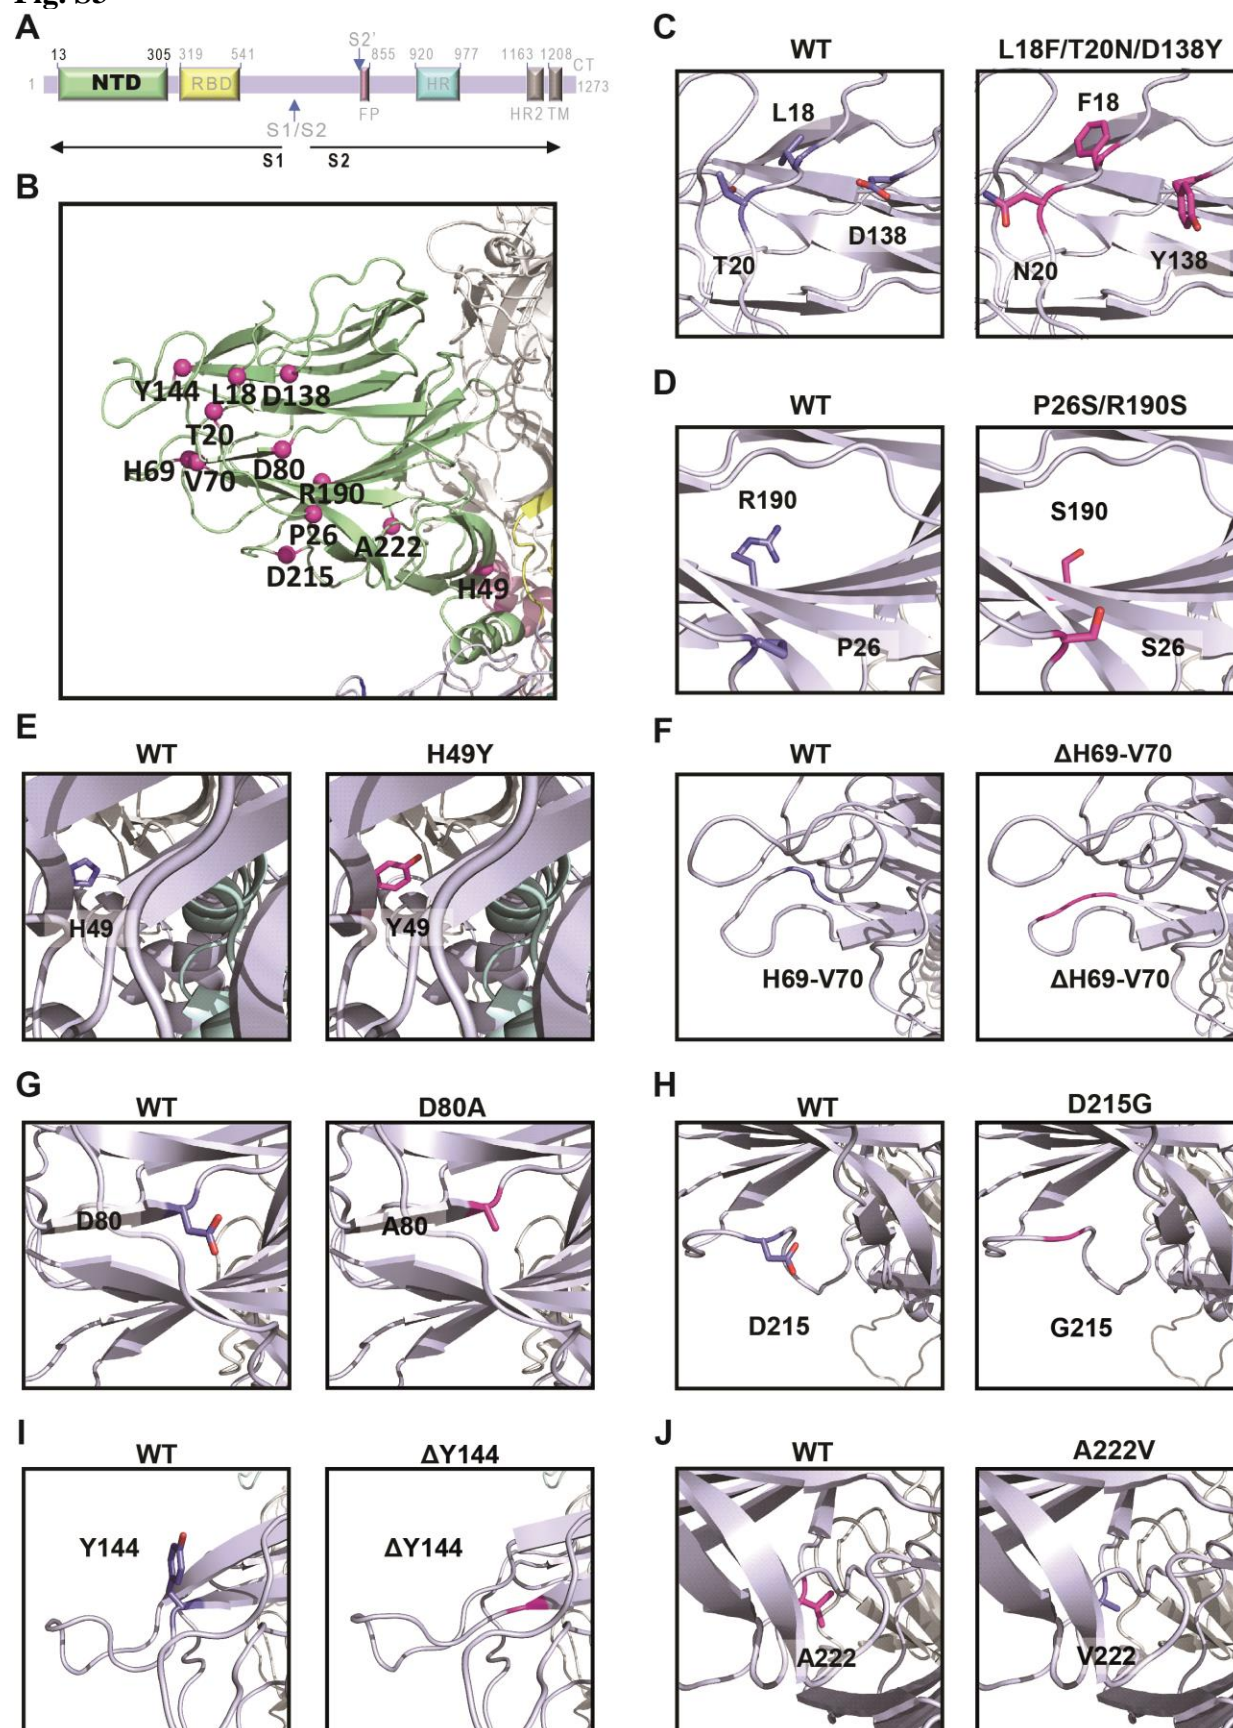 Fig. S3
A
S2'
13 305 319 541 855 920 977 1163 1208 CT
1 NTD RBD HR 1273
FP HR2 TM
S1/S2
S1 S2
B
Y144 L18 D138
T20
H69 V70 D80
R190
P26 A222
D215 H49
C
WT L18F/T20N/D138Y
L18 F18
D138 Y138
T20 N20
D
WT P26S/R190S
R190 S190
P26 S26
E
WT H49Y
H49 Y49
F
WT ΔH69-V70
H69-V70 ΔH69-V70
G
WT D80A
D80 A80
H
WT D215G
D215 G215
I
WT ΔY144
Y144 ΔY144
J
WT A222V
A222 V222